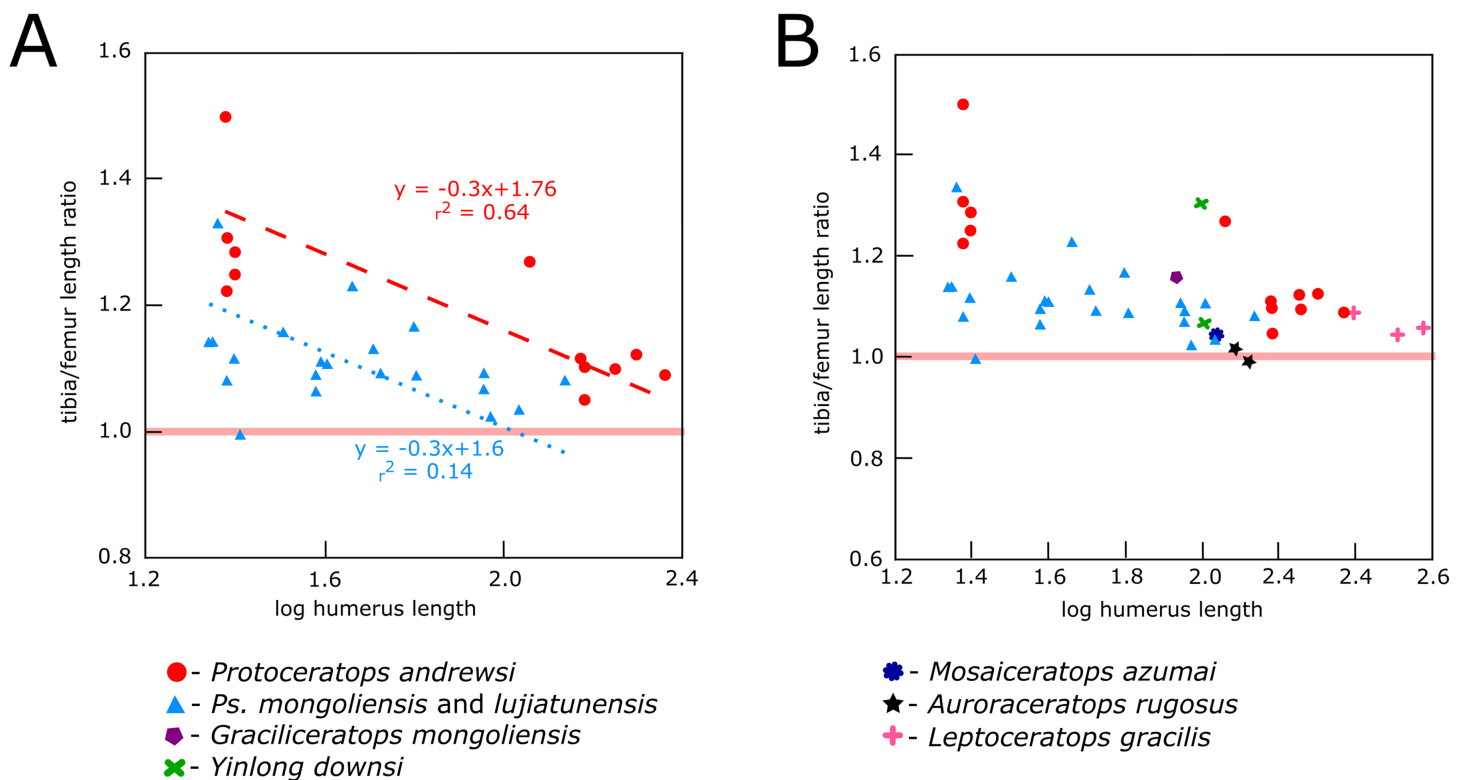 A
1.6
1.4
1.2
1.0
0.8
tibia/femur length ratio
y = -0.3x+1.76
r2 = 0.64
y = -0.3x+1.6
r2 = 0.14
1.2 1.6 2.0 2.4
log humerus length
B
1.6
1.4
1.2
1.0
0.8
0.6
tibia/femur length ratio
1.2 1.4 1.6 1.8 2.0 2.4 2.4 2.6
log humerus length
- Protoceratops andrewsi
- Ps. mongoliensis and lujiatunensis
- Graciliceratops mongoliensis
- Yinlong downsi
- Mosaiceratops azumai
- Auroraceratops rugosus
- Leptoceratops gracilis